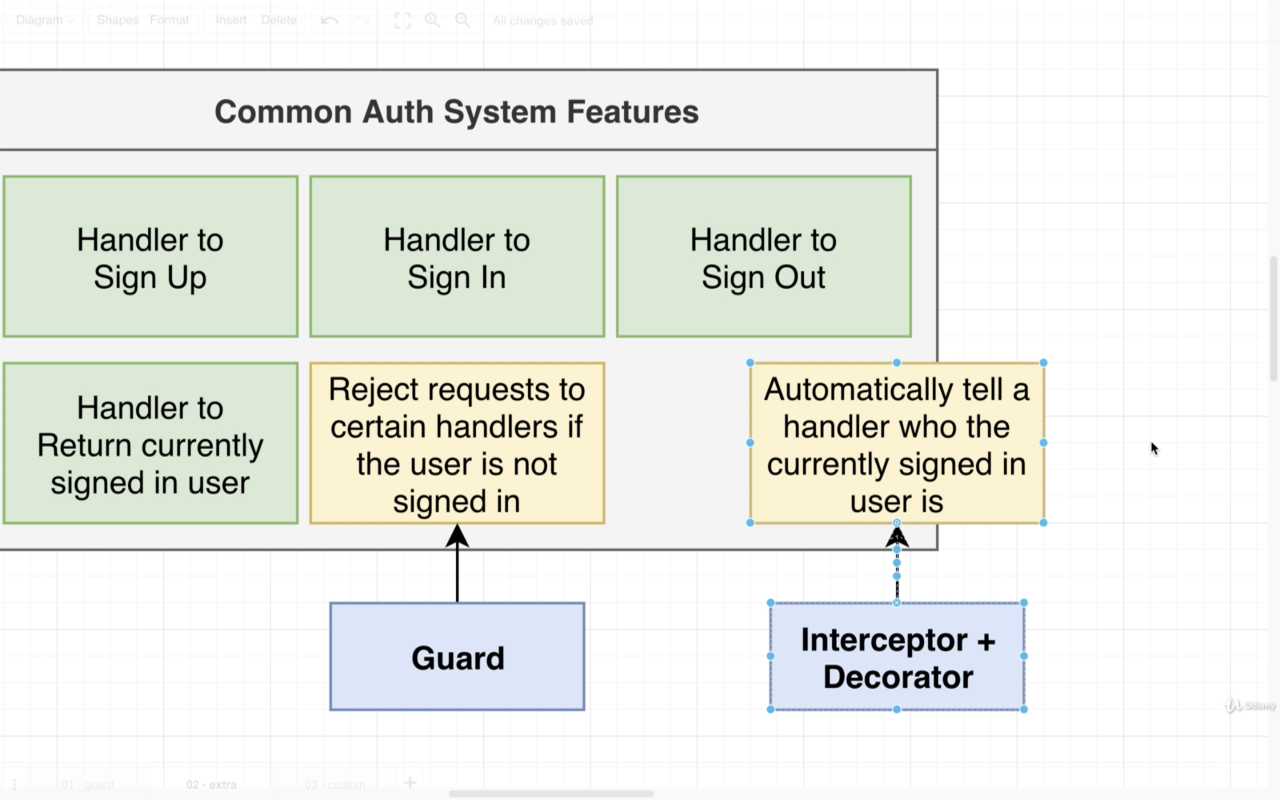 Diagram Shapes Format Insert Delete All changes saved
Common Auth System Features
Handler to
Sign Up
Handler to
Sign In
Handler to
Sign Out
Handler to
Return currently
signed in user
Reject requests to
certain handlers if
the user is not
signed in
Automatically tell a
handler who the
currently signed in
user is
Guard
Interceptor +
Decorator
Udemy
01 - guard 02 - extra 03 - custom